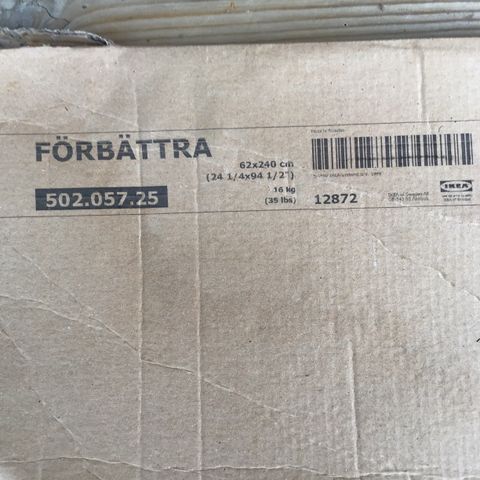 FÖRBÄTTRA
62x240 cm
(24 1/4x94 1/2")
16 kg
(35 lbs)
502.057.25
12872
IKEA